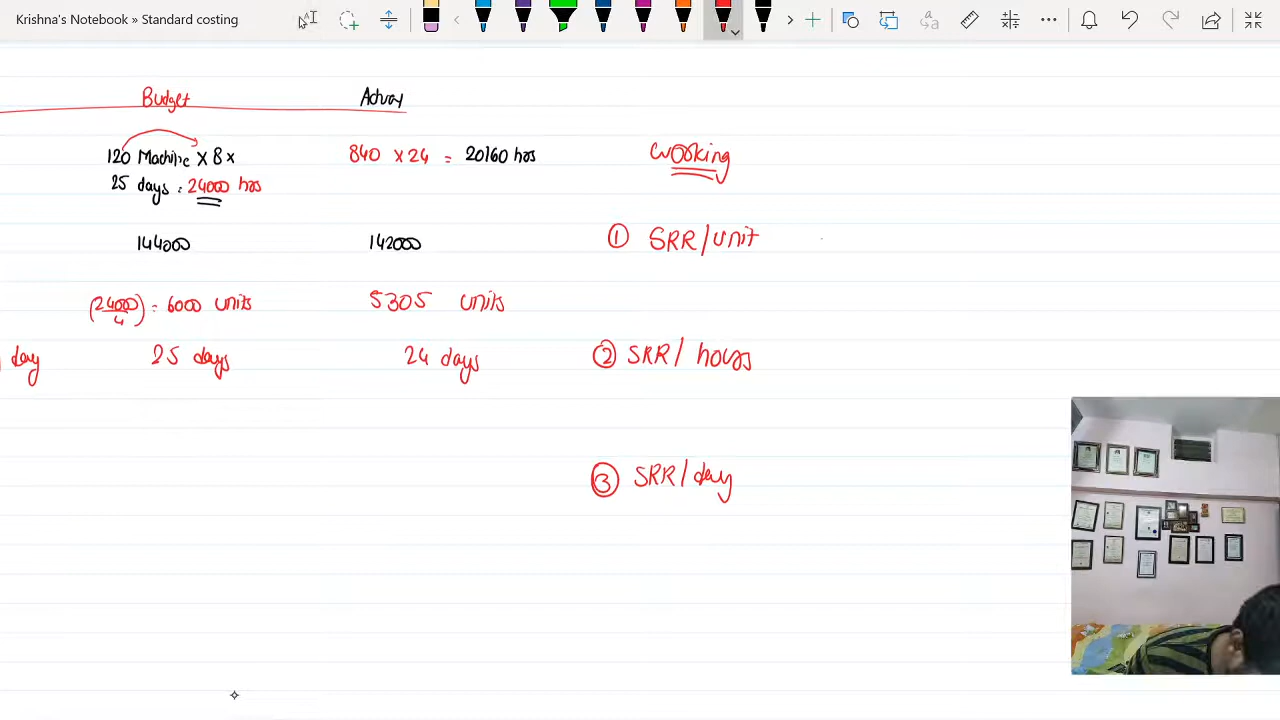 Krishna's Notebook » Standard costing
Budget
120 Machine × 8 ×
25 days = 24000 hrs
840 × 24 = 20160 hrs
working
144000
142000
① SRR/unit
(24000/4) = 6000 units
5305 units
day
25 days
24 days
② SRR/ hours
③ SRR/day